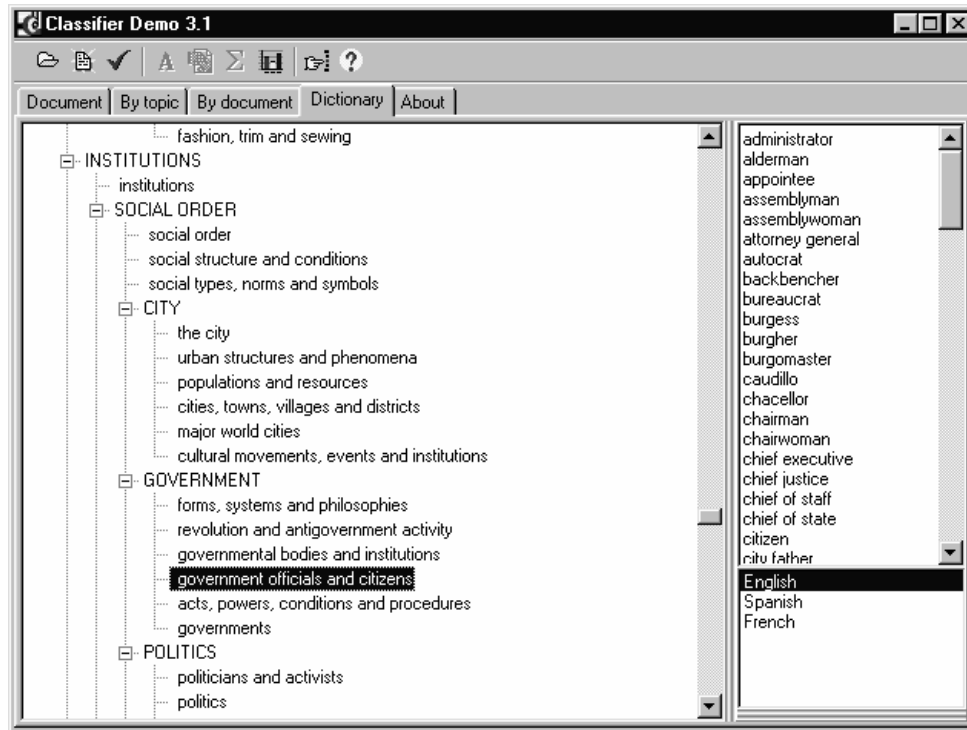 Classifier Demo 3.1
Document By topic By document Dictionary About
fashion, trim and sewing
INSTITUTIONS
institutions
SOCIAL ORDER
social order
social structure and conditions
social types, norms and symbols
CITY
the city
urban structures and phenomena
populations and resources
cities, towns, villages and districts
major world cities
cultural movements, events and institutions
GOVERNMENT
forms, systems and philosophies
revolution and antigovernment activity
governmental bodies and institutions
government officials and citizens
acts, powers, conditions and procedures
governments
POLITICS
politicians and activists
politics
administrator
alderman
appointee
assemblyman
assemblywoman
attorney general
autocrat
backbencher
bureaucrat
burgess
burgher
burgomaster
caudillo
chacellor
chairman
chairwoman
chief executive
chief justice
chief of staff
chief of state
citizen
city father
English
Spanish
French